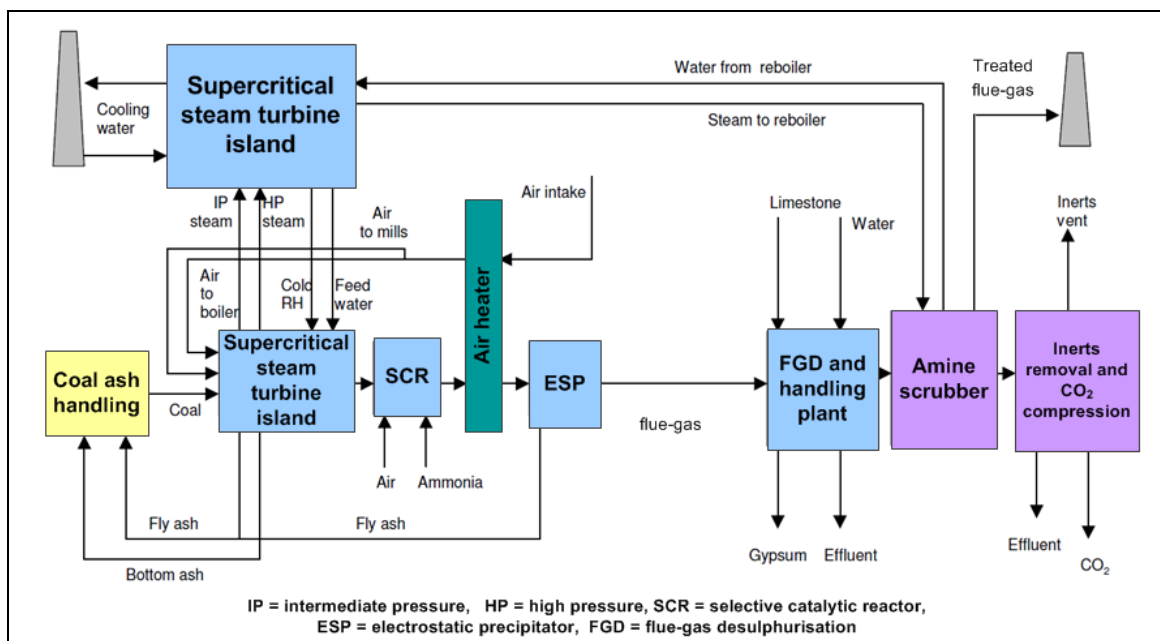 Supercritical
steam turbine
island
Cooling
water
Water from reboiler
Steam to reboiler
Treated
flue-gas
IP
steam
HP
steam
Air
to mills
Air intake
Air
to
boiler
Cold
RH
Feed
water
Air heater
Limestone
Water
Inerts
vent
Coal ash
handling
Coal
Supercritical
steam
turbine
island
SCR
ESP
flue-gas
FGD and
handling
plant
Amine
scrubber
Inerts
removal and
CO₂
compression
Air
Ammonia
Fly ash
Fly ash
Bottom ash
Gypsum
Effluent
Effluent
CO₂
IP = intermediate pressure, HP = high pressure, SCR = selective catalytic reactor,
ESP = electrostatic precipitator, FGD = flue-gas desulphurisation